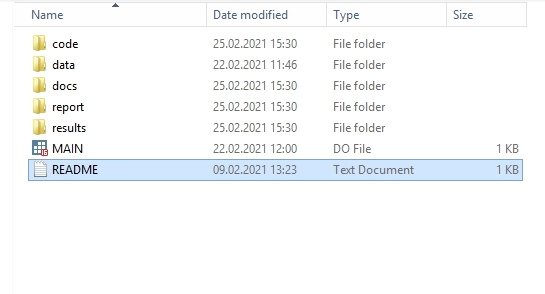 Name Date modified Type Size
code 25.02.2021 15:30 File folder
data 22.02.2021 11:46 File folder
docs 25.02.2021 15:30 File folder
report 25.02.2021 15:30 File folder
results 25.02.2021 15:30 File folder
MAIN 22.02.2021 12:00 DO File 1 KB
README 09.02.2021 13:23 Text Document 1 KB